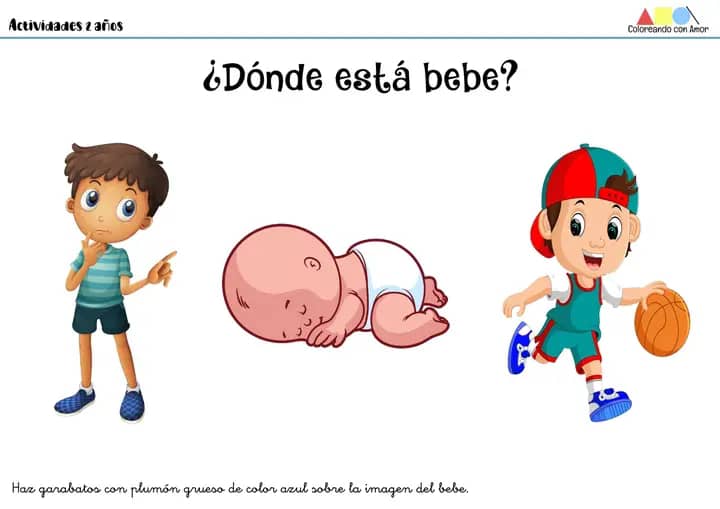 Actividades 2 años
Coloreando con Amor
¿Dónde está bebe?
Haz garabatos con plumón grueso de color azul sobre la imagen del bebe.